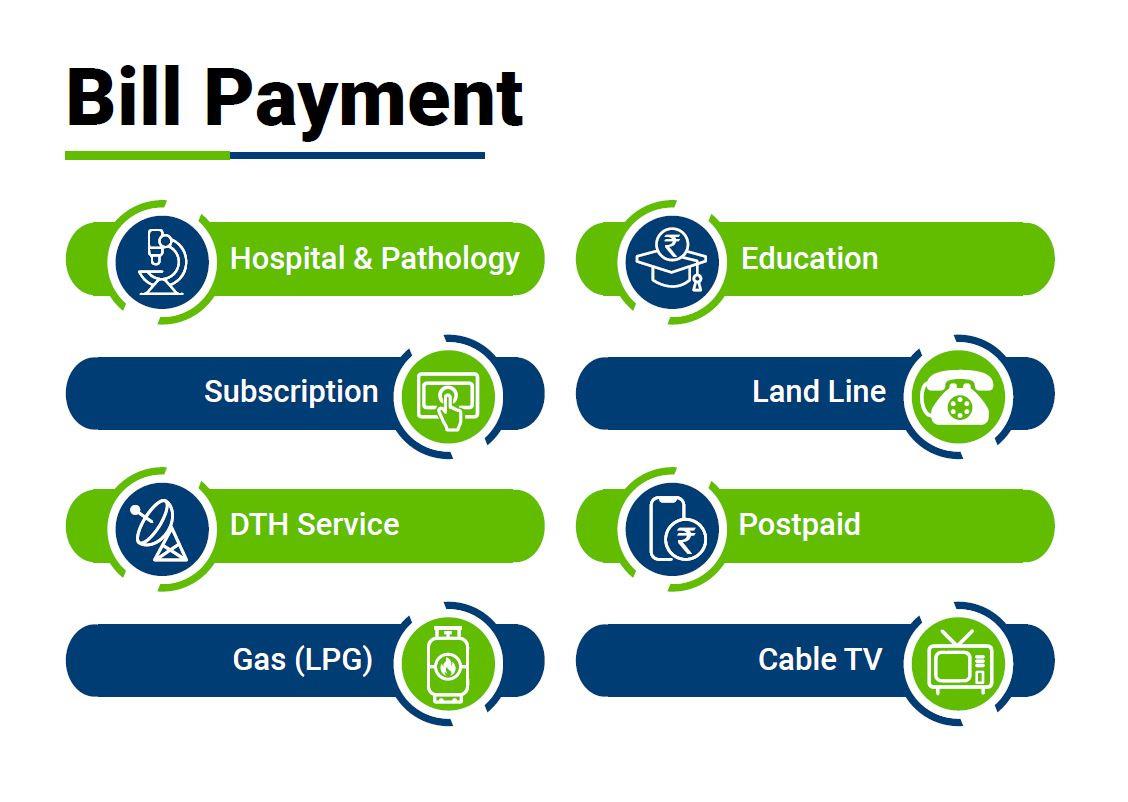 Bill Payment
Hospital & Pathology
Education
Subscription
Land Line
DTH Service
Postpaid
Gas (LPG)
Cable TV